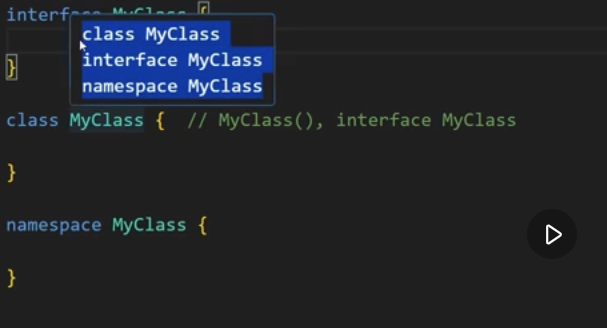 interface MyClass {
class MyClass
interface MyClass
namespace MyClass
}
class MyClass {  // MyClass(), interface MyClass
}
namespace MyClass {
}